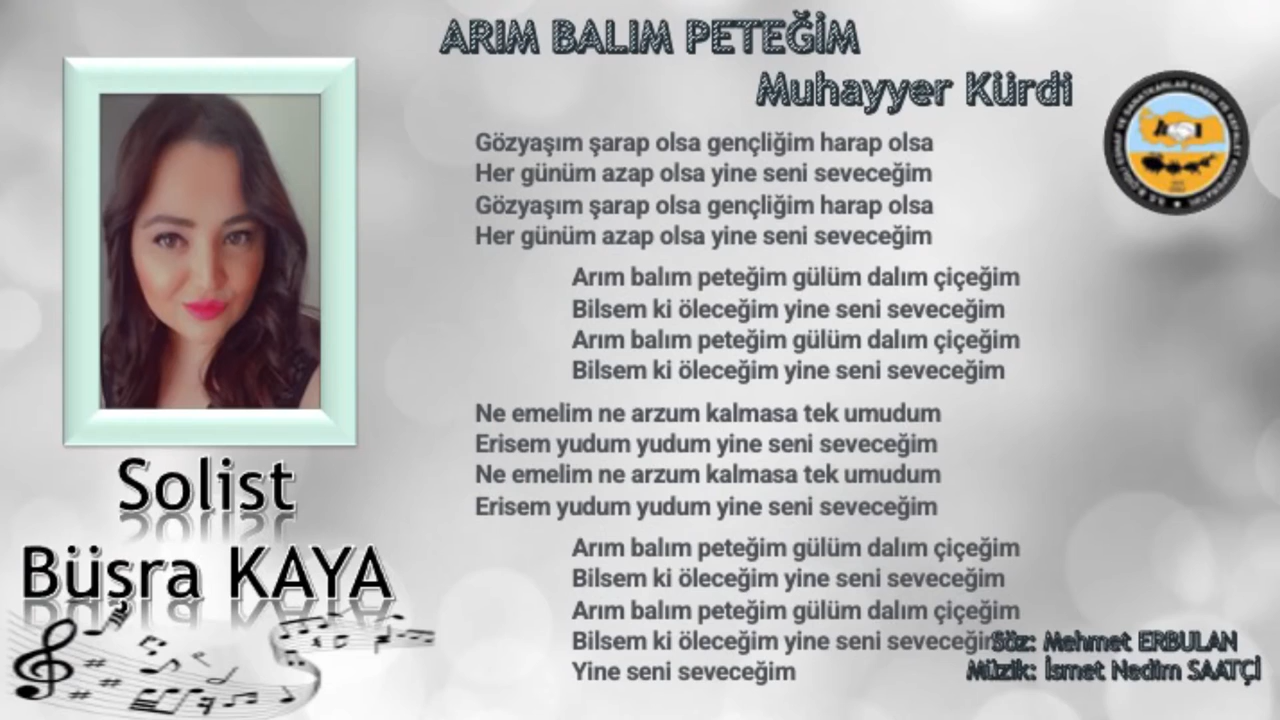 ARIM BALIM PETEĞİM
Muhayyer Kürdi
Gözyaşım şarap olsa gençliğim harap olsa
Her günüm azap olsa yine seni seveceğim
Gözyaşım şarap olsa gençliğim harap olsa
Her günüm azap olsa yine seni seveceğim
Arım balım peteğim gülüm dalım çiçeğim
Bilsem ki öleceğim yine seni seveceğim
Arım balım peteğim gülüm dalım çiçeğim
Bilsem ki öleceğim yine seni seveceğim
Ne emelim ne arzum kalmasa tek umudum
Erisem yudum yudum yine seni seveceğim
Ne emelim ne arzum kalmasa tek umudum
Erisem yudum yudum yine seni seveceğim
Arım balım peteğim gülüm dalım çiçeğim
Bilsem ki öleceğim yine seni seveceğim
Arım balım peteğim gülüm dalım çiçeğim
Bilsem ki öleceğim yine seni seveceğim
Yine seni seveceğim
Söz: Mehmet ERBULAN
Müzik: İsmet Nedim SAATÇİ
Solist
Büşra KAYA